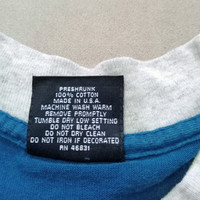 PRESHRUNK
100% COTTON
MADE IN U.S.A.
MACHINE WASH WARM
REMOVE PROMPTLY
TUMBLE DRY LOW SETTING
DO NOT BLEACH
DO NOT DRY CLEAN
DO NOT IRON IF DECORATED
RN 46831